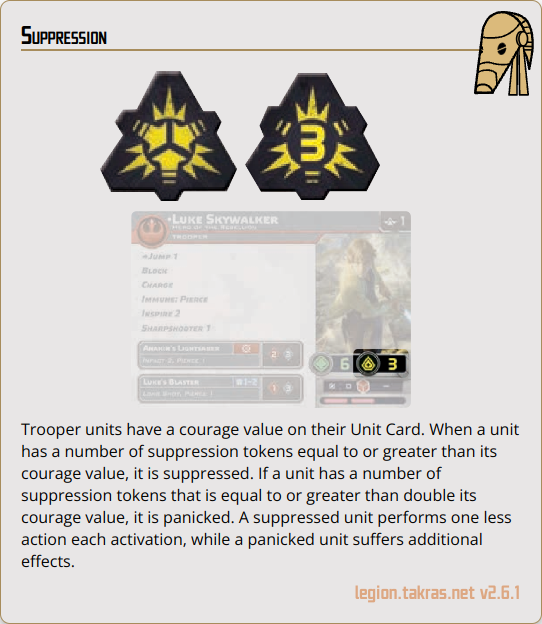 Suppression
3
•Luke Skywalker
Hero of the Rebellion
Trooper
1
Jump 1
Block
Charge
Immune: Pierce
Inspire 2
Sharpshooter 1
Anakin's Lightsaber
Impact 2, Pierce 1
2
6
3
Luke's Blaster
1-2
Long Shot, Pierce 1
Trooper units have a courage value on their Unit Card. When a unit
has a number of suppression tokens equal to or greater than its
courage value, it is suppressed. If a unit has a number of
suppression tokens that is equal to or greater than double its
courage value, it is panicked. A suppressed unit performs one less
action each activation, while a panicked unit suffers additional
effects.
legion.takras.net v2.6.1